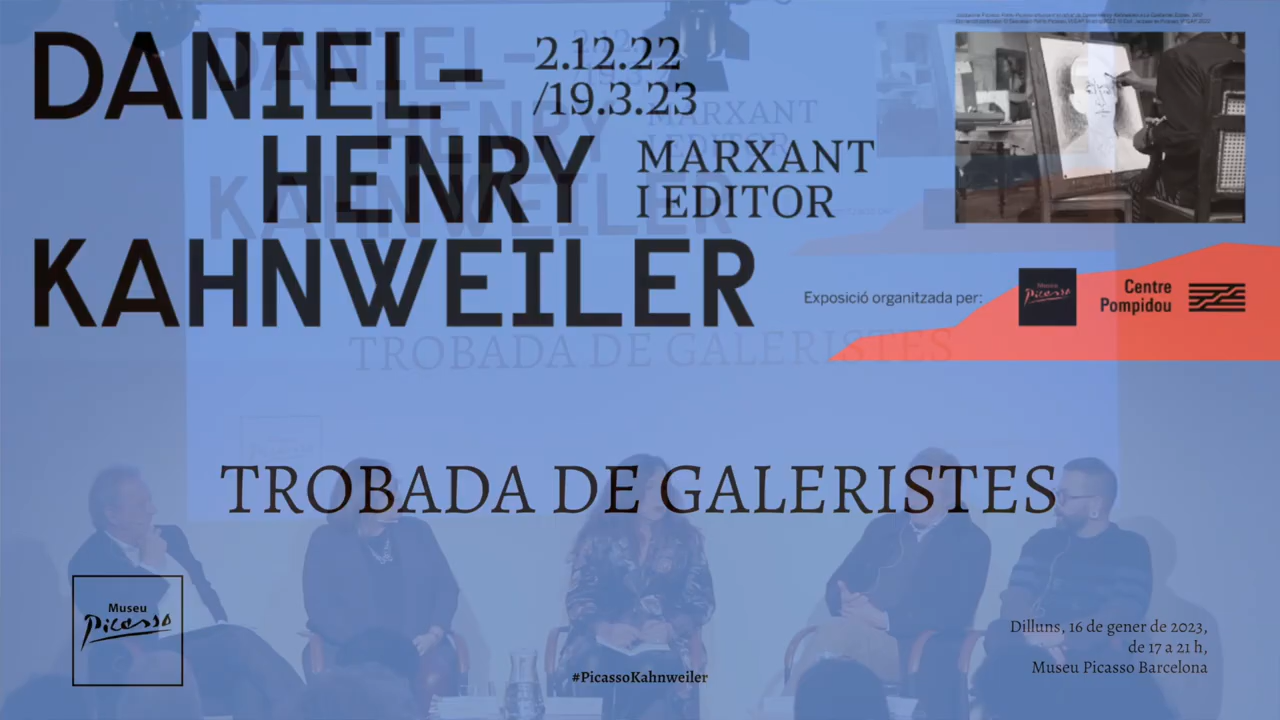 DANIEL-
HENRY
KAHNWEILER
2.12.22
/19.3.23
MARXANT
I EDITOR
Exposició organitzada per:
Museu
Picasso
Centre
Pompidou
TROBADA DE GALERISTES
Museu
Picasso
#PicassoKahnweiler
Dilluns, 16 de gener de 2023,
de 17 a 21 h,
Museu Picasso Barcelona